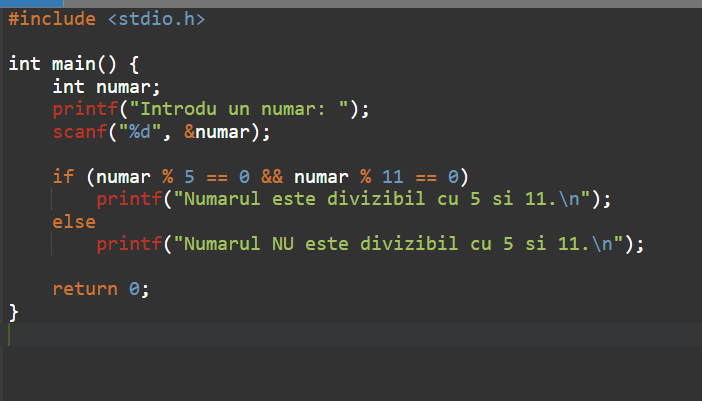 #include <stdio.h>
int main() {
    int numar;
    printf("Introdu un numar: ");
    scanf("%d", &numar);
    if (numar % 5 == 0 && numar % 11 == 0)
        printf("Numarul este divizibil cu 5 si 11.\n");
    else
        printf("Numarul NU este divizibil cu 5 si 11.\n");
    return 0;
}